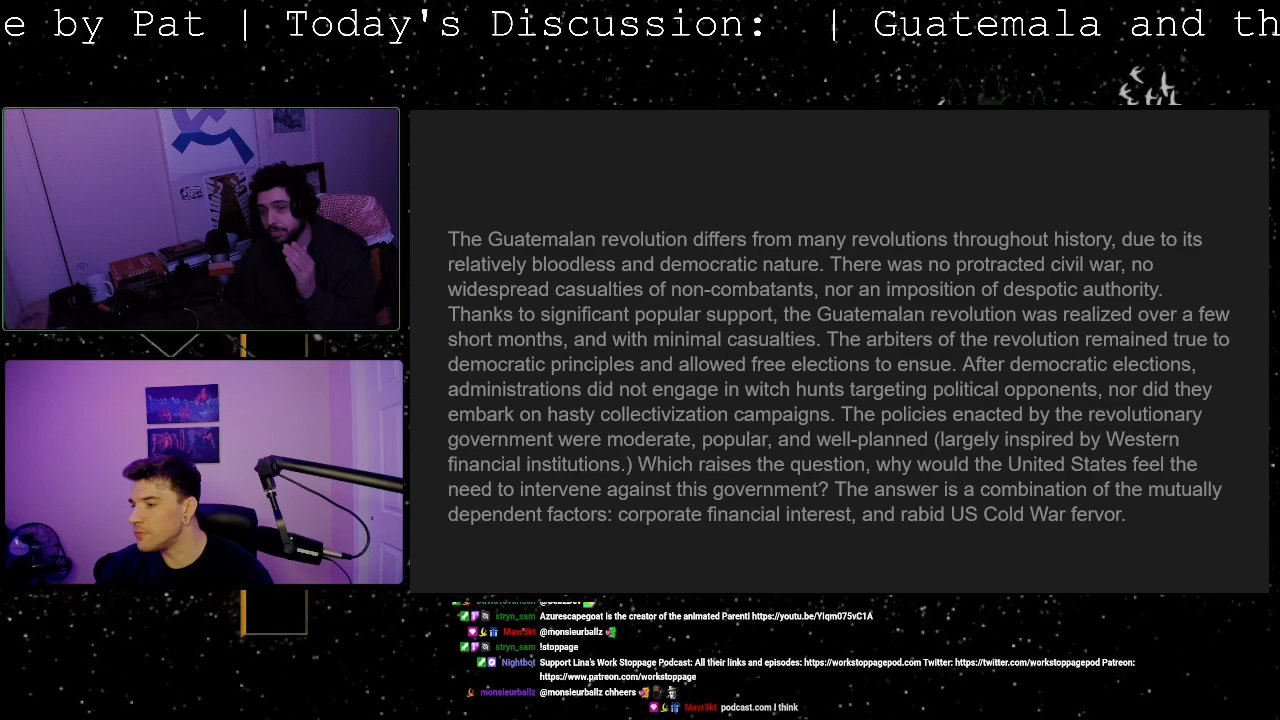 e by Pat | Today's Discussion:   | Guatemala and th
The Guatemalan revolution differs from many revolutions throughout history, due to its
relatively bloodless and democratic nature. There was no protracted civil war, no
widespread casualties of non-combatants, nor an imposition of despotic authority.
Thanks to significant popular support, the Guatemalan revolution was realized over a few
short months, and with minimal casualties. The arbiters of the revolution remained true to
democratic principles and allowed free elections to ensue. After democratic elections,
administrations did not engage in witch hunts targeting political opponents, nor did they
embark on hasty collectivization campaigns. The policies enacted by the revolutionary
government were moderate, popular, and well-planned (largely inspired by Western
financial institutions.) Which raises the question, why would the United States feel the
need to intervene against this government? The answer is a combination of the mutually
dependent factors: corporate financial interest, and rabid US Cold War fervor.
stryn_sam Azurescapegoat is the creator of the animated Parenti https://youtu.be/Ylqm075vC1A
Mavr3kt @monsieurballz
stryn_sam !stoppage
Nightbot Support Lina's Work Stoppage Podcast: All their links and episodes: https://workstoppagepod.com Twitter: https://twitter.com/workstoppagepod Patreon:
https://www.patreon.com/workstoppage
monsieurballz @monsieurballz chheers
Mavr3kt podcast.com I think